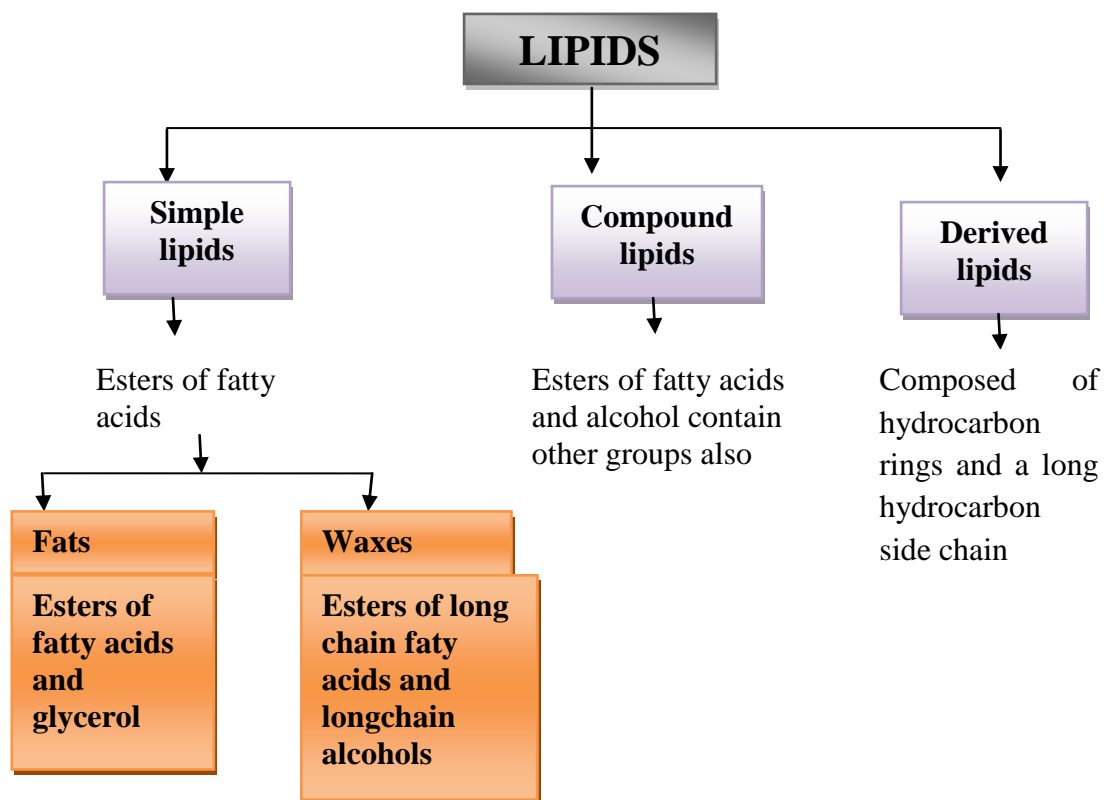 LIPIDS
Simple
lipids
Compound
lipids
Derived
lipids
Esters of fatty
acids
Esters of fatty acids
and alcohol contain
other groups also
Composed of
hydrocarbon
rings and a long
hydrocarbon
side chain
Fats
Esters of
fatty acids
and
glycerol
Waxes
Esters of long
chain faty
acids and
longchain
alcohols